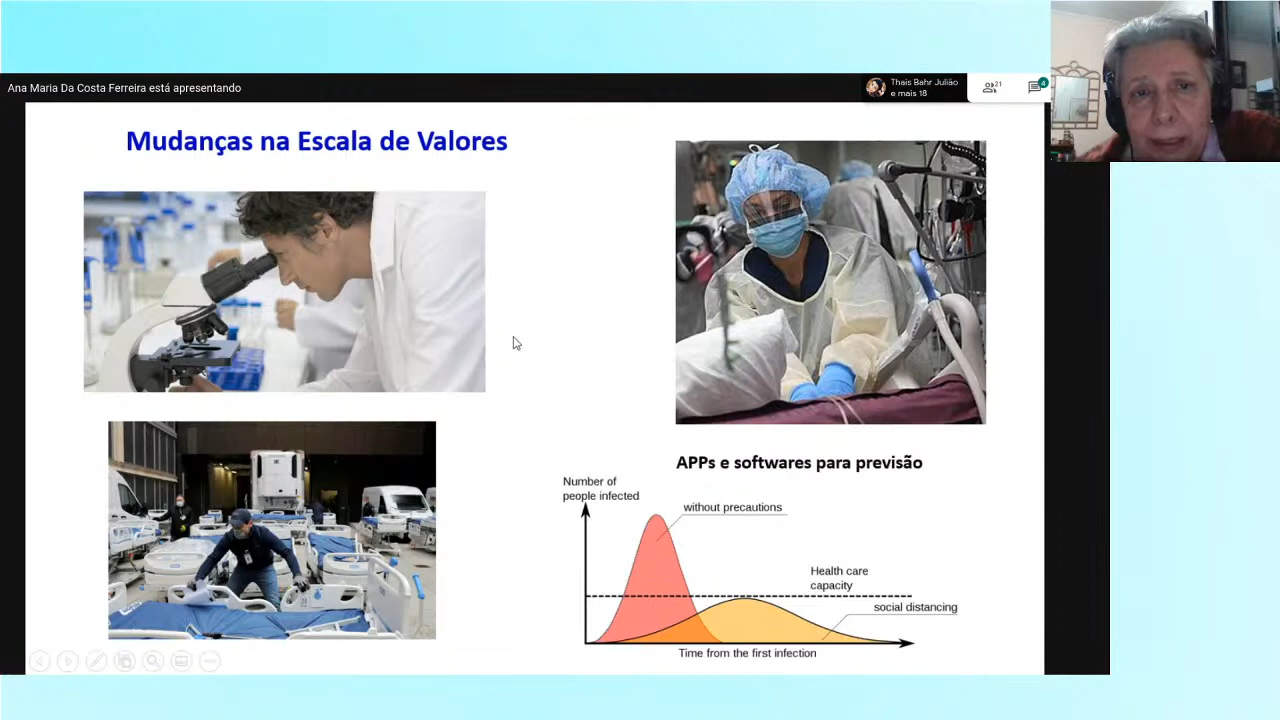 Ana Maria Da Costa Ferreira está apresentando
Thais Bahr Julião
e mais 18
21
4
Mudanças na Escala de Valores
APPs e softwares para previsão
Number of
people infected
without precautions
Health care
capacity
social distancing
Time from the first infection